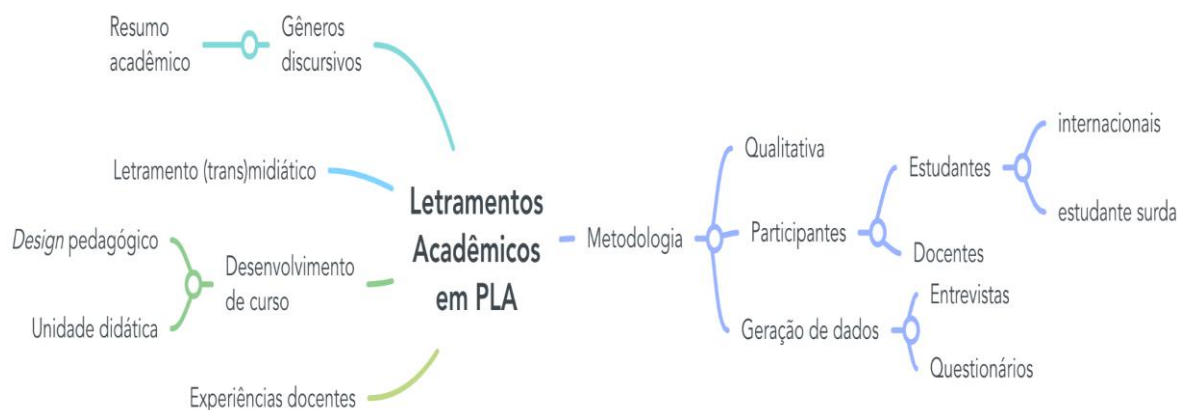 Resumo
acadêmico
Gêneros
discursivos
Letramento (trans)midiático
Design pedagógico
Unidade didática
Desenvolvimento
de curso
Experiências docentes
Letramentos
Acadêmicos
em PLA
Metodologia
Qualitativa
Participantes
Estudantes
internacionais
estudante surda
Docentes
Geração de dados
Entrevistas
Questionários